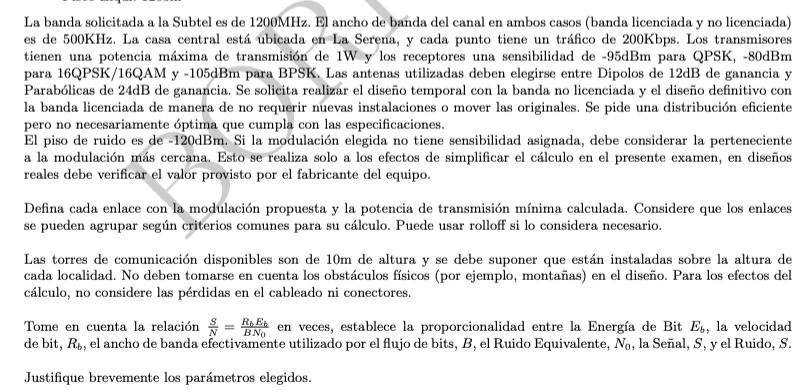 La banda solicitada a la Subtel es de 1200MHz. El ancho de banda del canal en ambos casos (banda licenciada y no licenciada)
es de 500KHz. La casa central está ubicada en La Serena, y cada punto tiene un tráfico de 200Kbps. Los transmisores
tienen una potencia máxima de transmisión de 1W y los receptores una sensibilidad de -95dBm para QPSK, -80dBm
para 16QPSK/16QAM y -105dBm para BPSK. Las antenas utilizadas deben elegirse entre Dipolos de 12dB de ganancia y
Parabólicas de 24dB de ganancia. Se solicita realizar el diseño temporal con la banda no licenciada y el diseño definitivo con
la banda licenciada de manera de no requerir nuevas instalaciones o mover las originales. Se pide una distribución eficiente
pero no necesariamente óptima que cumpla con las especificaciones.
El piso de ruido es de -120dBm. Si la modulación elegida no tiene sensibilidad asignada, debe considerar la perteneciente
a la modulación más cercana. Esto se realiza solo a los efectos de simplificar el cálculo en el presente examen, en diseños
reales debe verificar el valor provisto por el fabricante del equipo.
Defina cada enlace con la modulación propuesta y la potencia de transmisión mínima calculada. Considere que los enlaces
se pueden agrupar según criterios comunes para su cálculo. Puede usar rolloff si lo considera necesario.
Las torres de comunicación disponibles son de 10m de altura y se debe suponer que están instaladas sobre la altura de
cada localidad. No deben tomarse en cuenta los obstáculos físicos (por ejemplo, montañas) en el diseño. Para los efectos del
cálculo, no considere las pérdidas en el cableado ni conectores.
Tome en cuenta la relación S/N = R_b E_b / B N_0 en veces, establece la proporcionalidad entre la Energía de Bit E_b, la velocidad
de bit, R_b, el ancho de banda efectivamente utilizado por el flujo de bits, B, el Ruido Equivalente, N_0, la Señal, S, y el Ruido, S.
Justifique brevemente los parámetros elegidos.